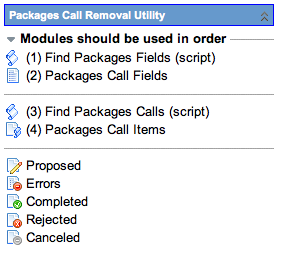 Packages Call Removal Utility
Modules should be used in order
(1) Find Packages Fields (script)
(2) Packages Call Fields
(3) Find Packages Calls (script)
(4) Packages Call Items
Proposed
Errors
Completed
Rejected
Canceled